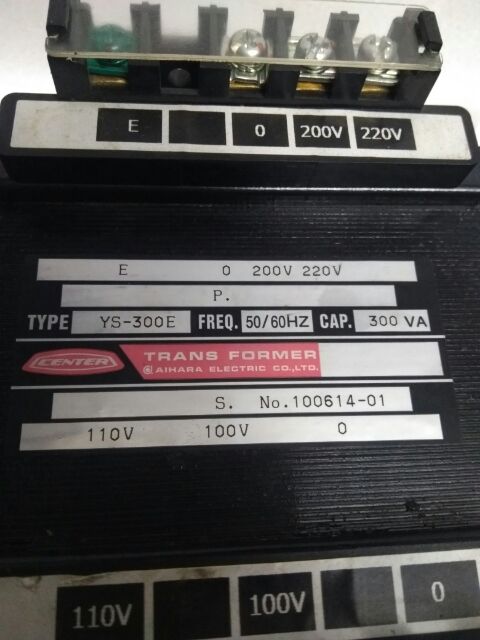 E 0 200V 220V
E 0 200V 220V
P.
TYPE YS-300E FREQ. 50/60HZ CAP. 300 VA
CENTER TRANS FORMER
AIHARA ELECTRIC CO.,LTD.
S. No.100614-01
110V 100V 0
110V 100V 0